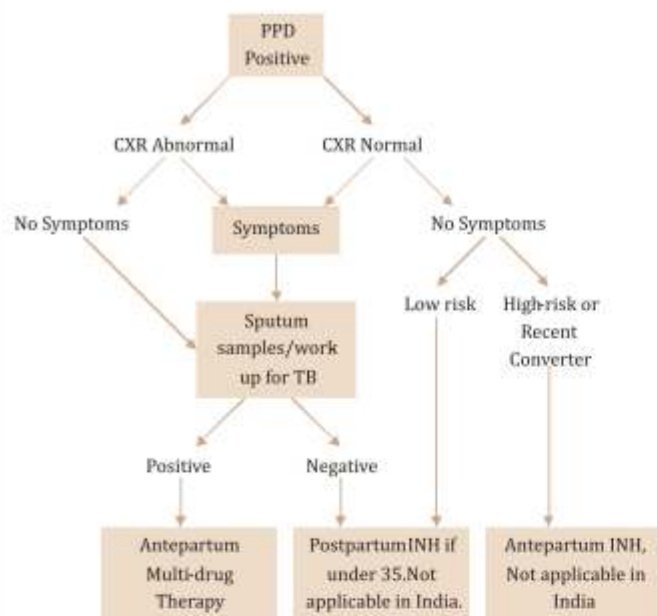 PPD
Positive
CXR Abnormal
CXR Normal
No Symptoms
Symptoms
No Symptoms
Low risk
High-risk or
Recent
Converter
Sputum
samples/work
up for TB
Positive
Negative
Antepartum
Multi-drug
Therapy
Postpartum INH if
under 35.Not
applicable in India.
Antepartum INH,
Not applicable in
India